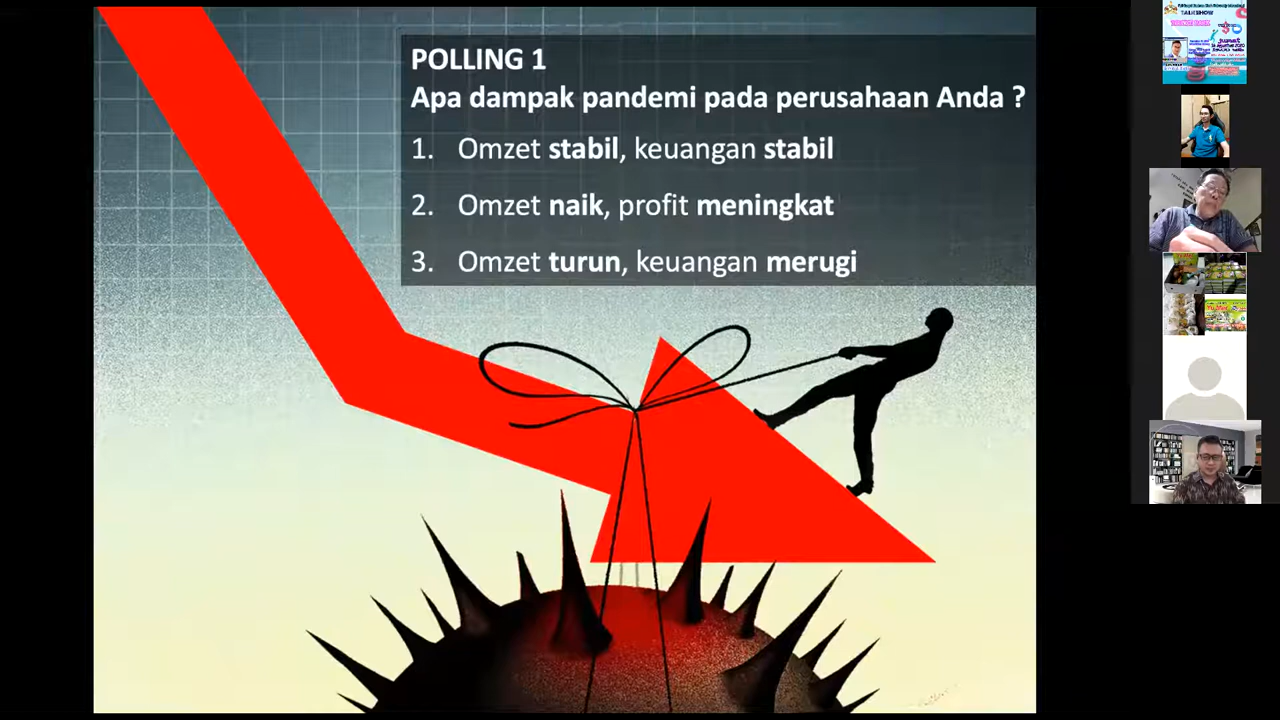 POLLING 1
Apa dampak pandemi pada perusahaan Anda ?
1. Omzet stabil, keuangan stabil
2. Omzet naik, profit meningkat
3. Omzet turun, keuangan merugi
TALKSHOW